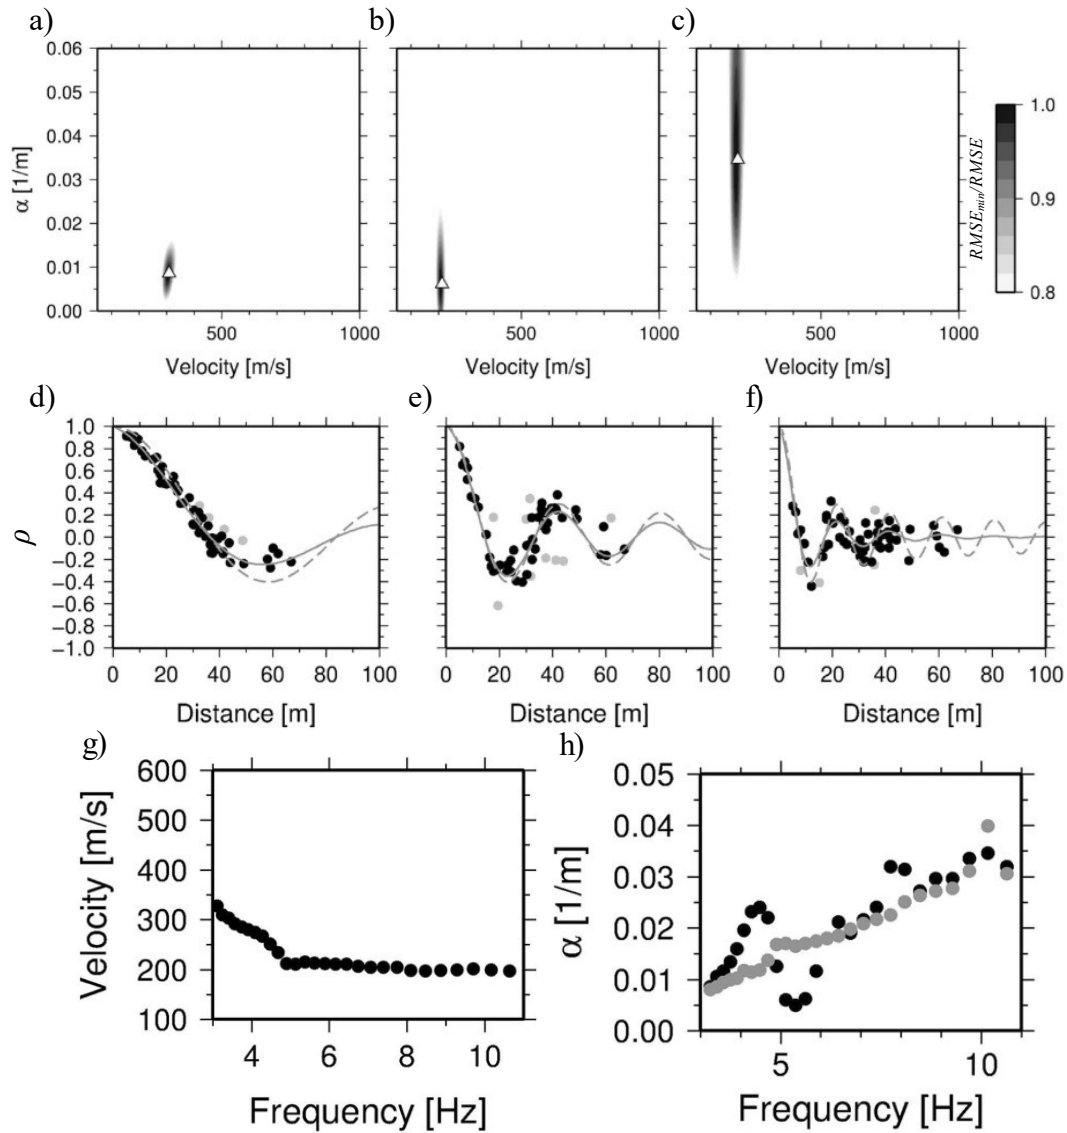 a) b) c)
0.06
0.05
0.04
0.03
0.02
0.01
0.00
α [1/m]
500 1000 500 1000 500 1000
Velocity [m/s] Velocity [m/s] Velocity [m/s]
1.0
0.9
0.8
RMSEmin/RMSE
d) e) f)
1.0
0.8
0.6
0.4
0.2
0.0
−0.2
−0.4
−0.6
−0.8
−1.0
ρ
0 20 40 60 80 100 0 20 40 60 80 100 0 20 40 60 80 100
Distance [m] Distance [m] Distance [m]
g)
600
500
400
300
200
100
Velocity [m/s]
4 6 8 10
Frequency [Hz]
h)
0.05
0.04
0.03
0.02
0.01
0.00
α [1/m]
5 10
Frequency [Hz]